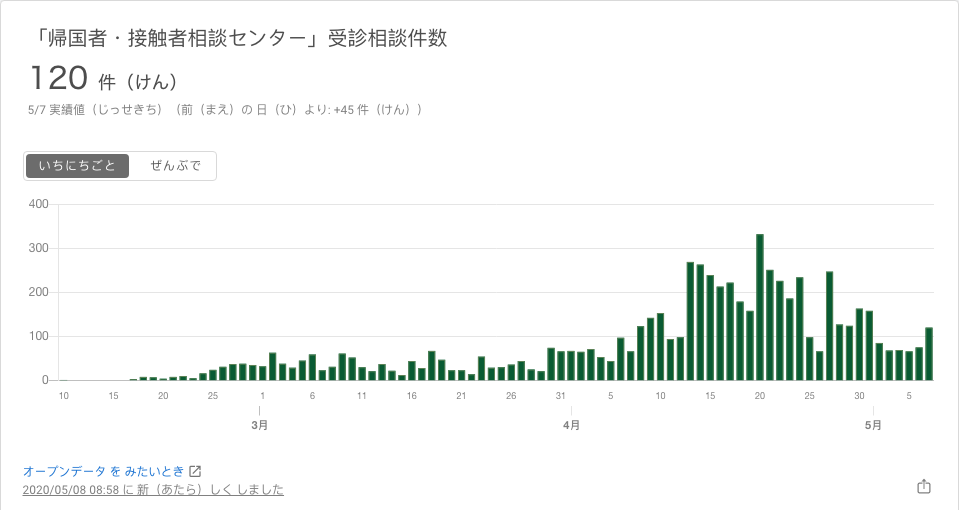 「帰国者・接触者相談センター」受診相談件数
120 件（けん）
5/7 実績値（じっせきち）（前（まえ）の 日（ひ）より: +45 件（けん））
いちにちごと ぜんぶで
400
300
200
100
0
10 15 20 25 1 6 11 16 21 26 31 5 10 15 20 25 30 5
3月 4月 5月
オープンデータ を みたいとき
2020/05/08 08:58 に 新（あたら）しく しました